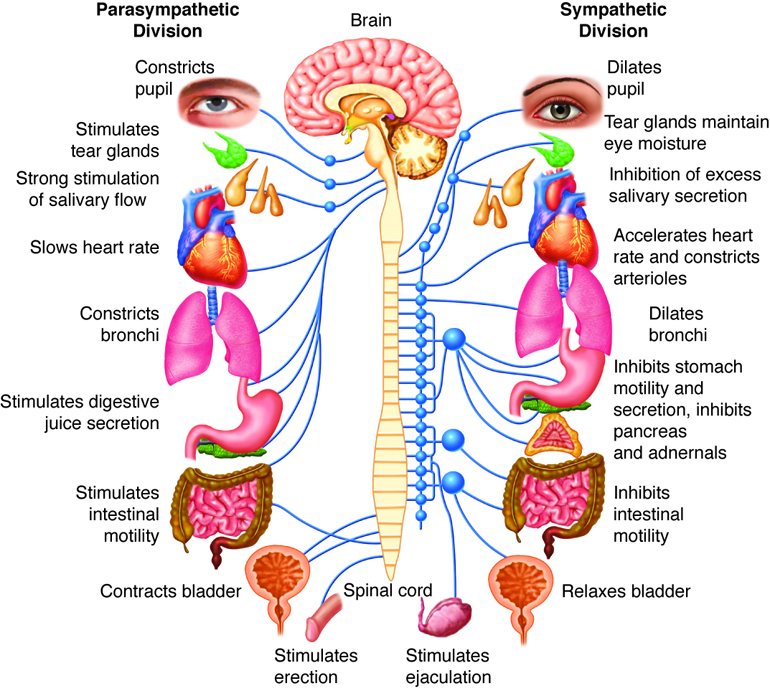 Parasympathetic
Division
Brain
Sympathetic
Division
Constricts
pupil
Stimulates
tear glands
Strong stimulation
of salivary flow
Slows heart rate
Constricts
bronchi
Stimulates digestive
juice secretion
Stimulates
intestinal
motility
Contracts bladder
Spinal cord
Stimulates
erection
Stimulates
ejaculation
Dilates
pupil
Tear glands maintain
eye moisture
Inhibition of excess
salivary secretion
Accelerates heart
rate and constricts
arterioles
Dilates
bronchi
Inhibits stomach
motility and
secretion, inhibits
pancreas
and adnernals
Inhibits
intestinal
motility
Relaxes bladder